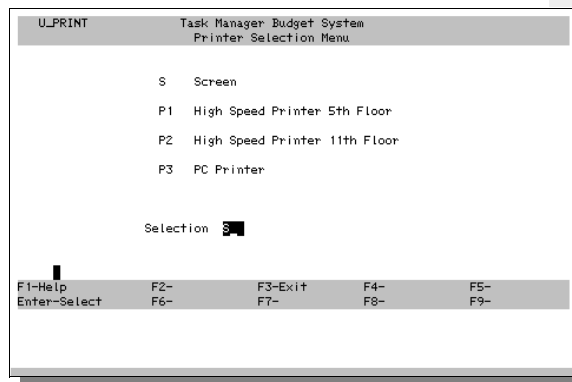 U_PRINT Task Manager Budget System
Printer Selection Menu
S Screen
P1 High Speed Printer 5th Floor
P2 High Speed Printer 11th Floor
P3 PC Printer
Selection S_
F1-Help F2- F3-Exit F4- F5-
Enter-Select F6- F7- F8- F9-